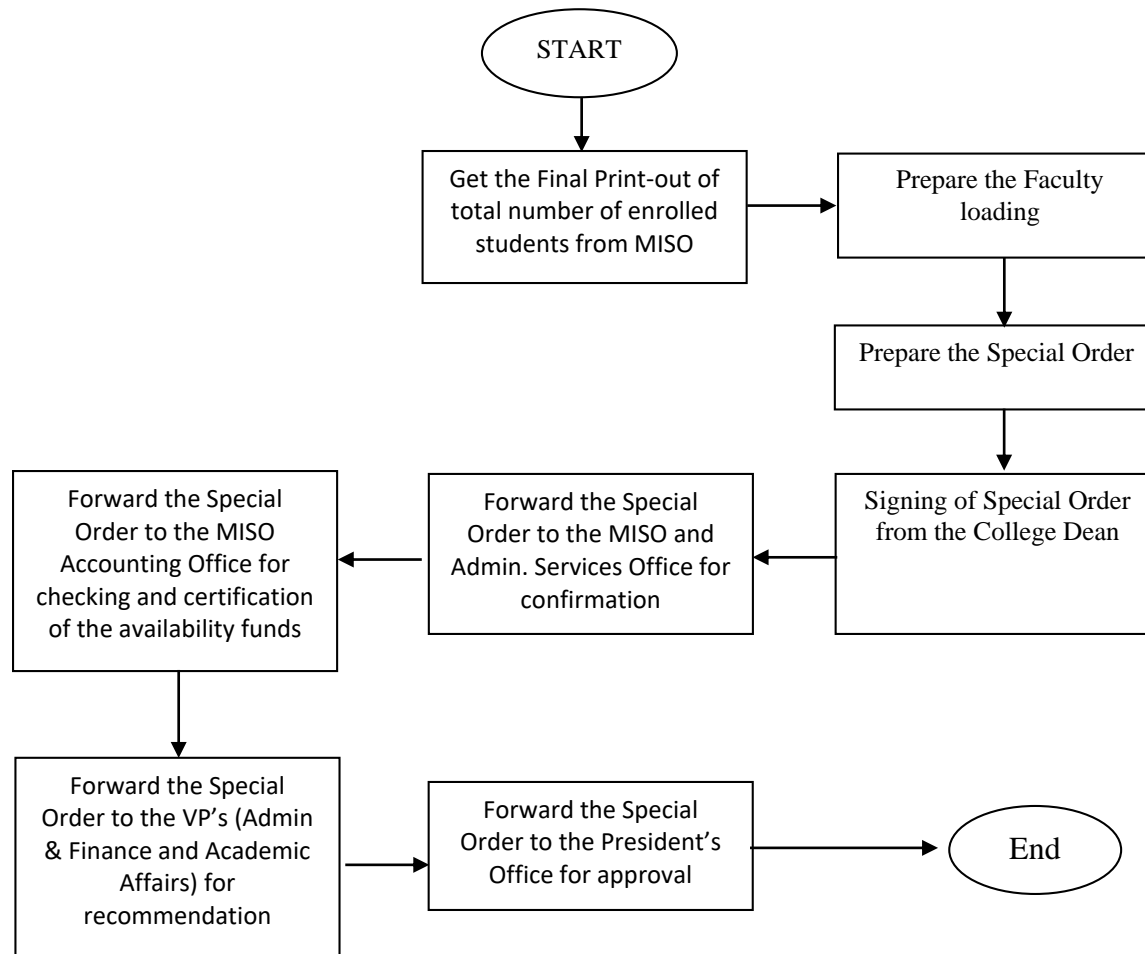 START
Get the Final Print-out of
total number of enrolled
students from MISO
Prepare the Faculty
loading
Prepare the Special Order
Signing of Special Order
from the College Dean
Forward the Special
Order to the MISO and
Admin. Services Office for
confirmation
Forward the Special
Order to the MISO
Accounting Office for
checking and certification
of the availability funds
Forward the Special
Order to the VP’s (Admin
& Finance and Academic
Affairs) for
recommendation
Forward the Special
Order to the President’s
Office for approval
End